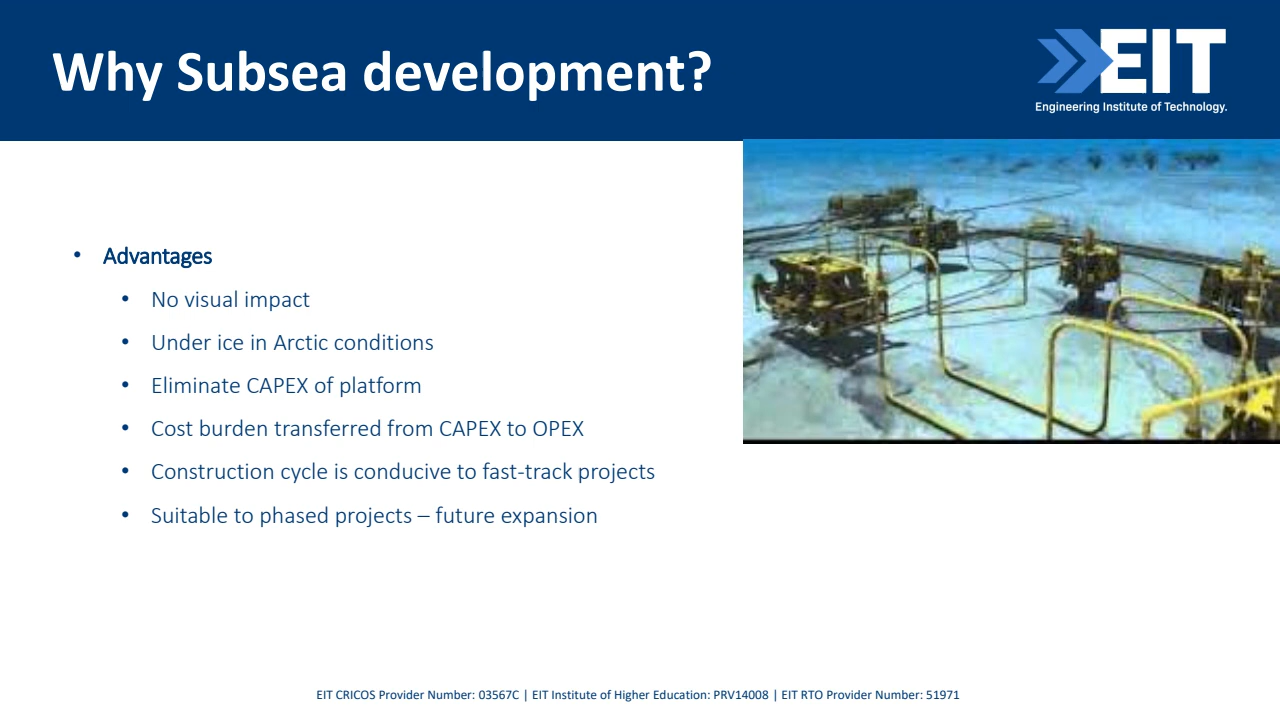 Why Subsea development?
EIT
Engineering Institute of Technology.
• Advantages
• No visual impact
• Under ice in Arctic conditions
• Eliminate CAPEX of platform
• Cost burden transferred from CAPEX to OPEX
• Construction cycle is conducive to fast-track projects
• Suitable to phased projects – future expansion
EIT CRICOS Provider Number: 03567C | EIT Institute of Higher Education: PRV14008 | EIT RTO Provider Number: 51971